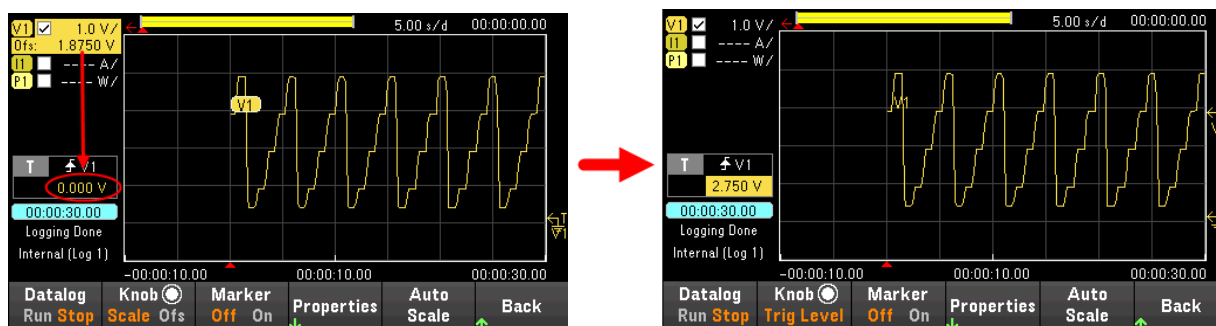 V1 1.0 V/
5.00 s/d 00:00:00.00
Ofs: 1.8750 V
I1 ---- A/
P1 ---- W/
V1
T V1
0.000 V
T
00:00:30.00
Logging Done
Internal (Log 1)
-00:00:10.00 00:00:10.00 00:00:30.00
Datalog Knob Marker Properties Auto Back
Run Stop Scale Ofs Off On Scale
V1 1.0 V/
5.00 s/d 00:00:00.00
I1 ---- A/
P1 ---- W/
V1
T V1
2.750 V
00:00:30.00
Logging Done
Internal (Log 1)
-00:00:10.00 00:00:10.00 00:00:30.00
Datalog Knob Marker Properties Auto Back
Run Stop Trig Level Off On Scale